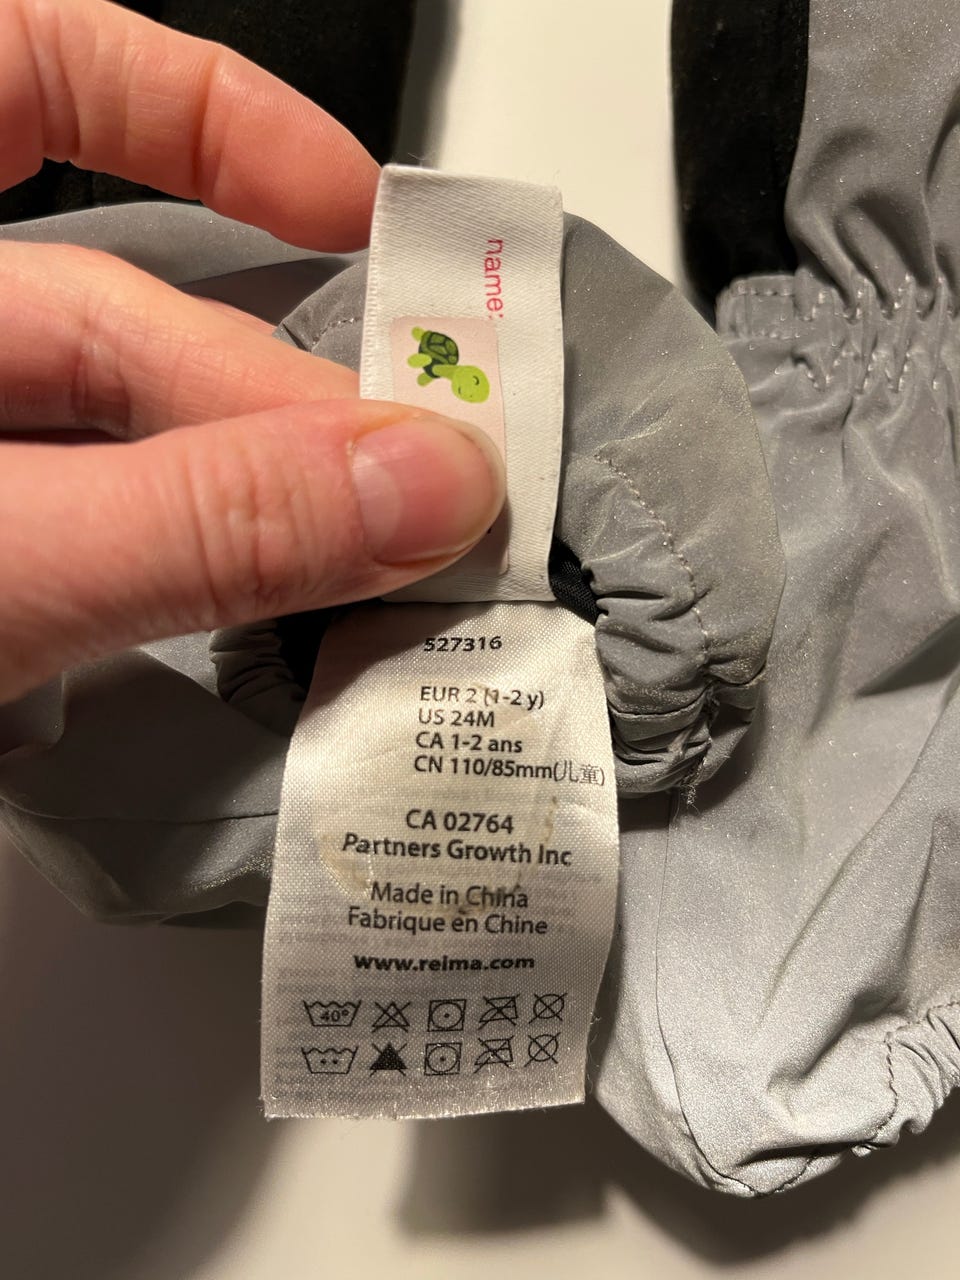 name:
527316
EUR 2 (1-2 y)
US 24M
CA 1-2 ans
CN 110/85mm(儿童)
CA 02764
Partners Growth Inc
Made in China
Fabriqué en Chine
www.reima.com
40°